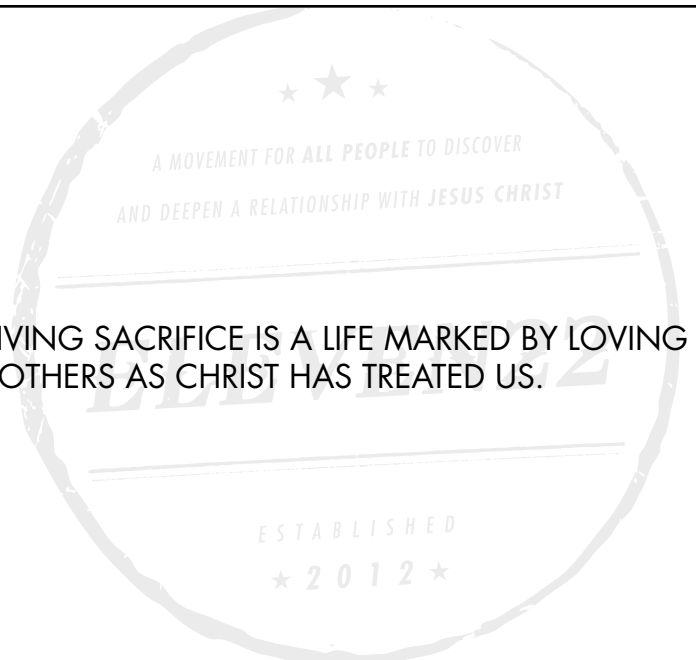 A MOVEMENT FOR ALL PEOPLE TO DISCOVER
AND DEEPEN A RELATIONSHIP WITH JESUS CHRIST
IVING SACRIFICE IS A LIFE MARKED BY LOVING
OTHERS AS CHRIST HAS TREATED US.
ELEVEN22
ESTABLISHED
★ 2012 ★